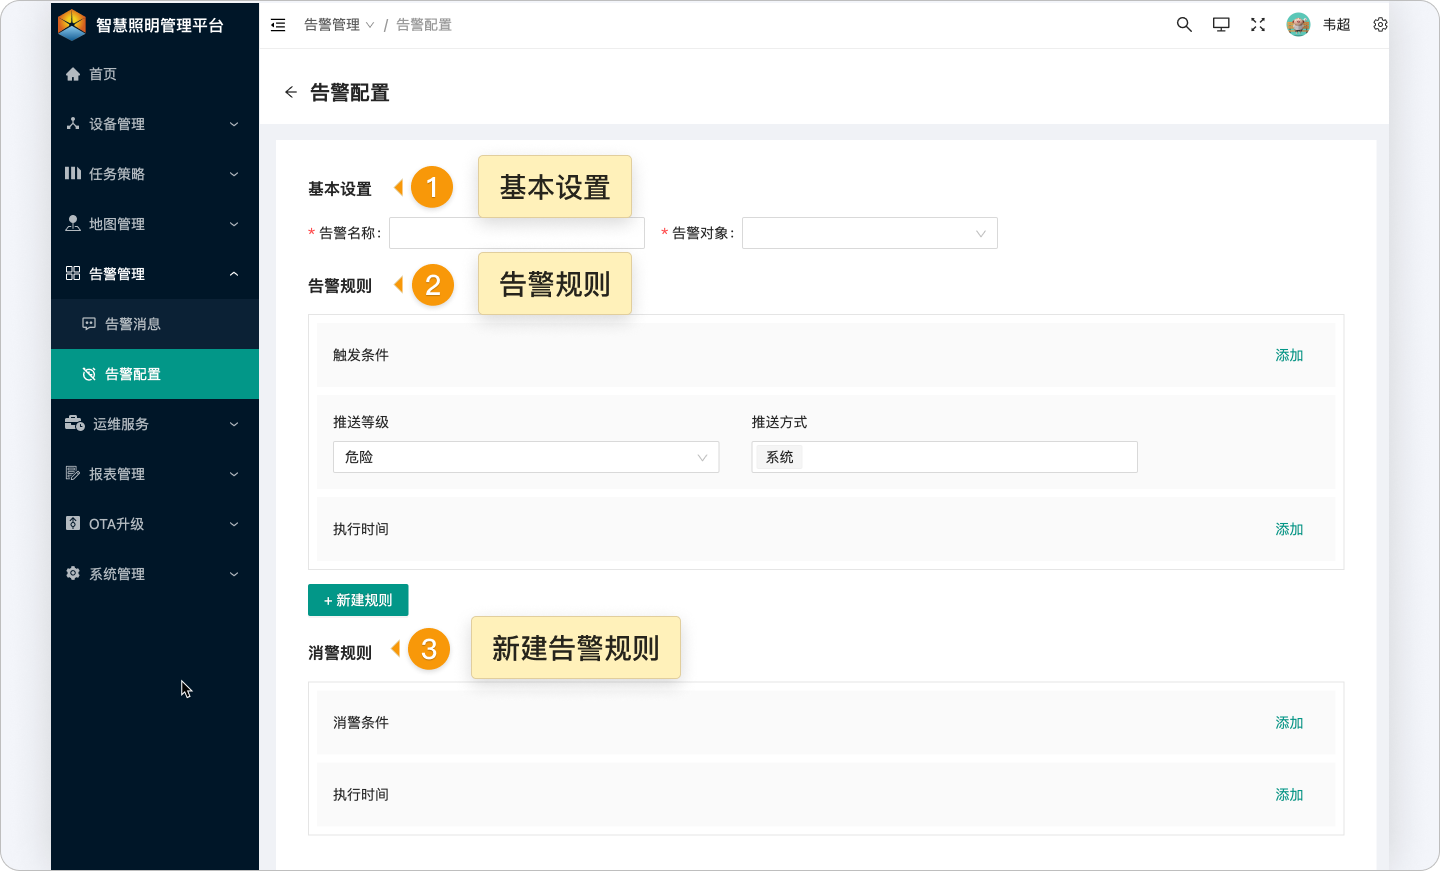 智慧照明管理平台
告警管理 / 告警配置
韦超
首页
设备管理
任务策略
地图管理
告警管理
告警消息
告警配置
运维服务
报表管理
OTA升级
系统管理
告警配置
基本设置 1 基本设置
* 告警名称: * 告警对象:
告警规则 2 告警规则
触发条件 添加
推送等级 推送方式
危险 系统
执行时间 添加
+ 新建规则
消警规则 3 新建告警规则
消警条件 添加
执行时间 添加